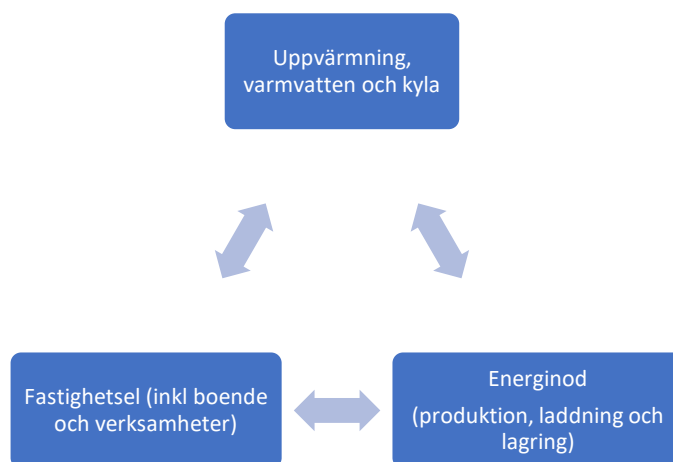 Uppvärmning,
varmvatten och kyla
Fastighetsel (inkl boende
och verksamheter)
Energinod
(produktion, laddning och
lagring)